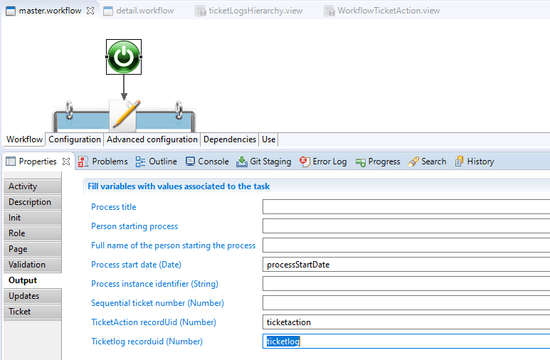 master.workflow detail.workflow ticketLogsHierarchy.view WorkflowTicketAction.view
Workflow Configuration Advanced configuration Dependencies Use
Properties Problems Outline Console Git Staging Error Log Progress Search History
Activity
Description
Init
Role
Page
Validation
Output
Updates
Ticket
Fill variables with values associated to the task
Process title
Person starting process
Full name of the person starting the process
Process start date (Date) processStartDate
Process instance identifier (String)
Sequential ticket number (Number)
TicketAction recordUid (Number) ticketaction
Ticketlog recorduid (Number) ticketlog